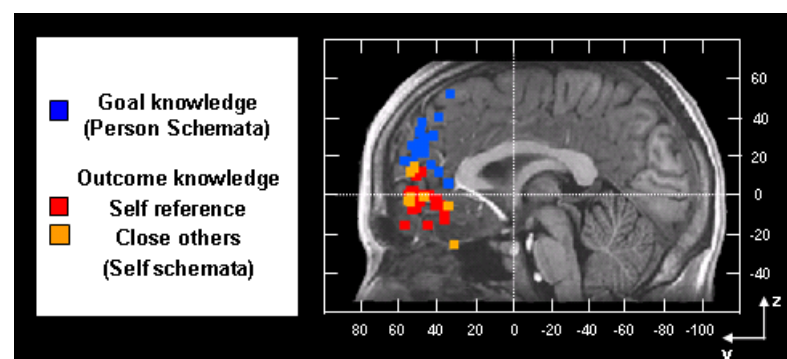 Goal knowledge
(Person Schemata)
Outcome knowledge
Self reference
Close others
(Self schemata)
60
40
20
0
-20
-40
z
80 60 40 20 0 -20 -40 -60 -80 -100
y